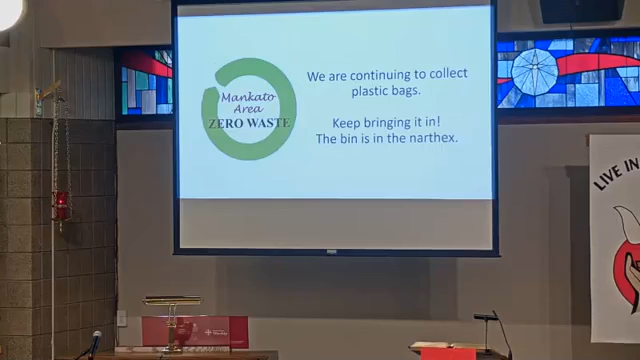 Mankato
Area
ZERO WASTE
We are continuing to collect
plastic bags.
Keep bringing it in!
The bin is in the narthex.
LIVE IN